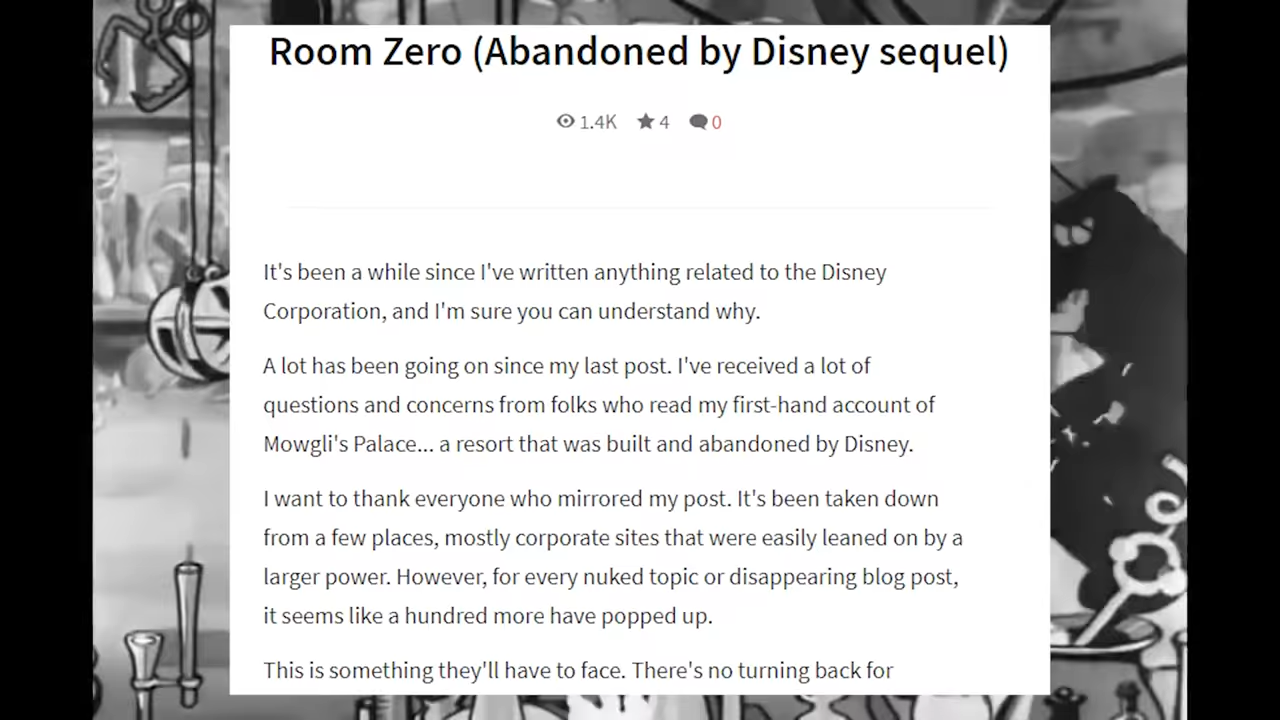 Room Zero (Abandoned by Disney sequel)
1.4K 4 0
It's been a while since I've written anything related to the Disney
Corporation, and I'm sure you can understand why.
A lot has been going on since my last post. I've received a lot of
questions and concerns from folks who read my first-hand account of
Mowgli's Palace... a resort that was built and abandoned by Disney.
I want to thank everyone who mirrored my post. It's been taken down
from a few places, mostly corporate sites that were easily leaned on by a
larger power. However, for every nuked topic or disappearing blog post,
it seems like a hundred more have popped up.
This is something they'll have to face. There's no turning back for